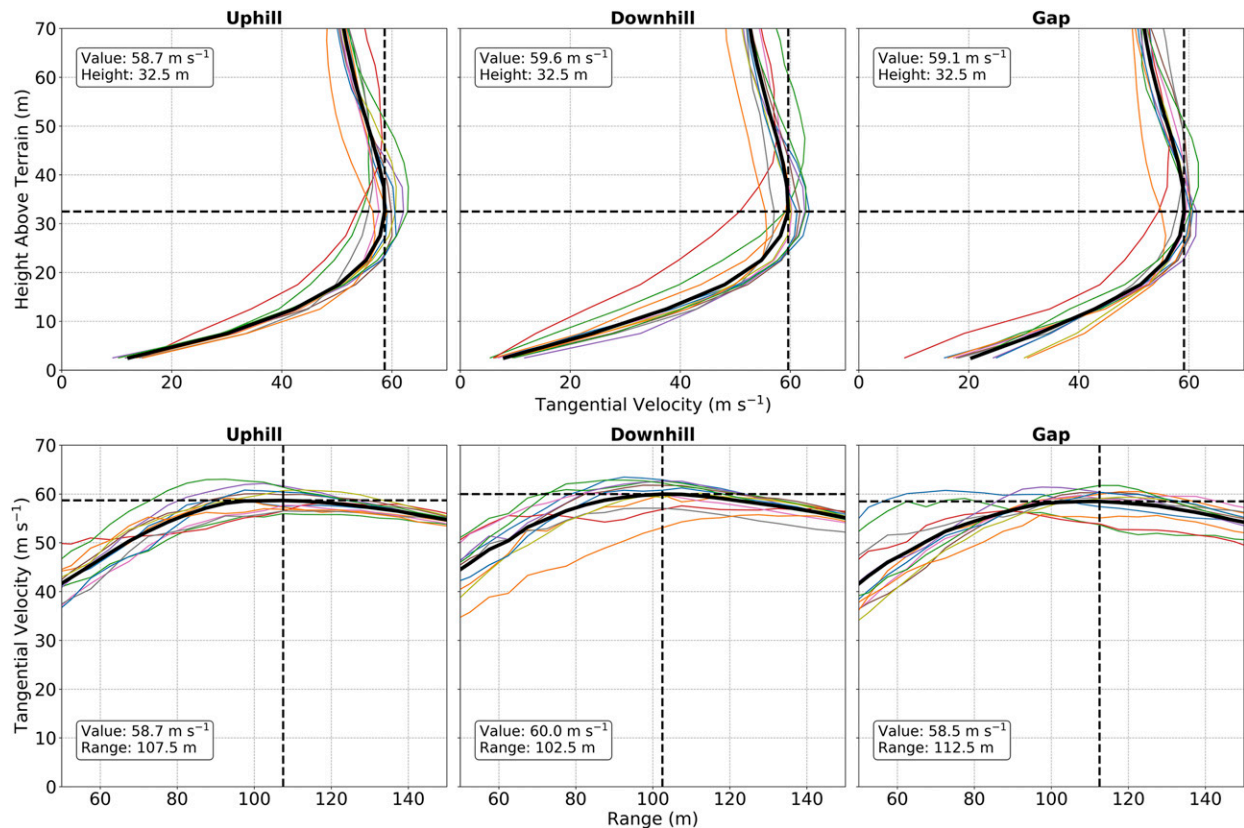 Uphill
Downhill
Gap
Height Above Terrain (m)
70
60
50
40
30
20
10
0
Value: 58.7 m s⁻¹
Height: 32.5 m
Value: 59.6 m s⁻¹
Height: 32.5 m
Value: 59.1 m s⁻¹
Height: 32.5 m
0 20 40 60
0 20 40 60
0 20 40 60
Tangential Velocity (m s⁻¹)
Uphill
Downhill
Gap
Tangential Velocity (m s⁻¹)
70
60
50
40
30
20
10
0
Value: 58.7 m s⁻¹
Range: 107.5 m
Value: 60.0 m s⁻¹
Range: 102.5 m
Value: 58.5 m s⁻¹
Range: 112.5 m
60 80 100 120 140
60 80 100 120 140
60 80 100 120 140
Range (m)